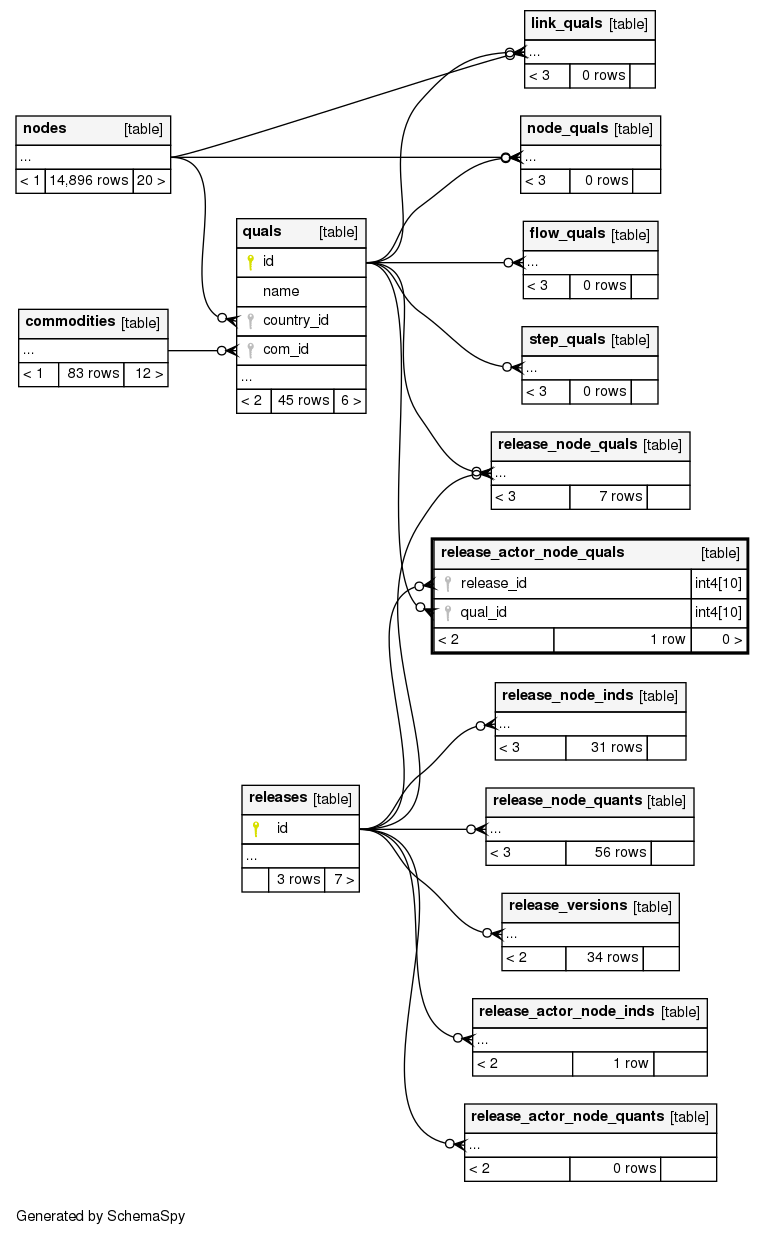 link_quals [table]
...
< 3 0 rows
nodes [table]
...
< 1 14,896 rows 20 >
node_quals [table]
...
< 3 0 rows
quals [table]
id
name
country_id
com_id
...
< 2 45 rows 6 >
flow_quals [table]
...
< 3 0 rows
commodities [table]
...
< 1 83 rows 12 >
step_quals [table]
...
< 3 0 rows
release_node_quals [table]
...
< 3 7 rows
release_actor_node_quals [table]
release_id int4[10]
qual_id int4[10]
< 2 1 row 0 >
release_node_inds [table]
...
< 3 31 rows
releases [table]
id
...
3 rows 7 >
release_node_quants [table]
...
< 3 56 rows
release_versions [table]
...
< 2 34 rows
release_actor_node_inds [table]
...
< 2 1 row
release_actor_node_quants [table]
...
< 2 0 rows
Generated by SchemaSpy